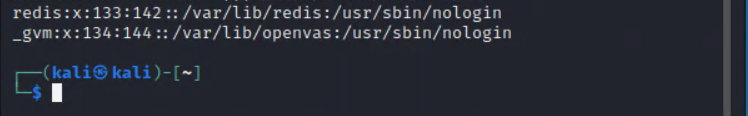 redis:x:133:142::/var/lib/redis:/usr/sbin/nologin
_gvm:x:134:144::/var/lib/openvas:/usr/sbin/nologin
┌──(kali㉿kali)-[~]
└─$